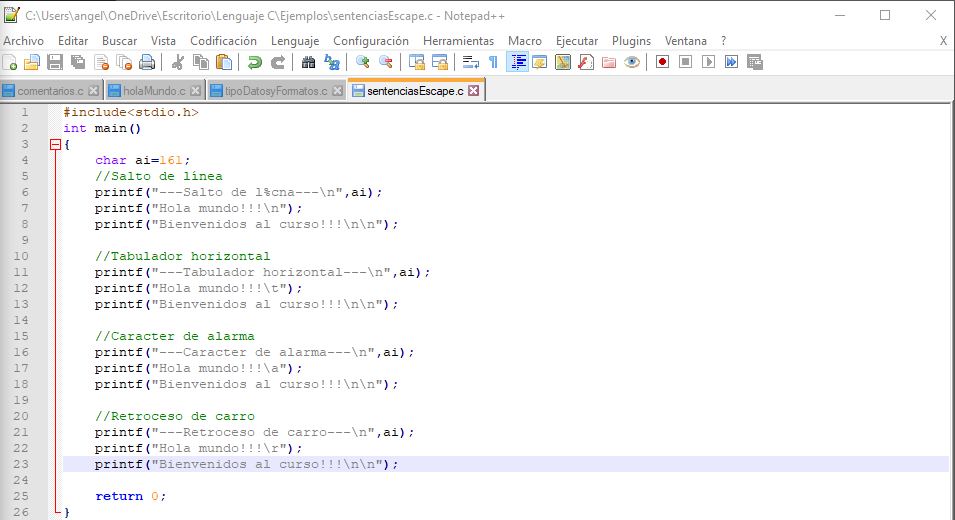 C:\Users\angel\OneDrive\Escritorio\Lenguaje C\Ejemplos\sentenciasEscape.c - Notepad++
Archivo Editar Buscar Vista Codificación Lenguaje Configuración Herramientas Macro Ejecutar Plugins Ventana ? X
comentarios.c holaMundo.c tipoDatosyFormatos.c sentenciasEscape.c
1 #include<stdio.h>
2 int main()
3 {
4 char ai=161;
5 //Salto de línea
6 printf("---Salto de l%cna---\n",ai);
7 printf("Hola mundo!!!\n");
8 printf("Bienvenidos al curso!!!\n\n");
9
10 //Tabulador horizontal
11 printf("---Tabulador horizontal---\n",ai);
12 printf("Hola mundo!!!\t");
13 printf("Bienvenidos al curso!!!\n\n");
14
15 //Caracter de alarma
16 printf("---Caracter de alarma---\n",ai);
17 printf("Hola mundo!!!\a");
18 printf("Bienvenidos al curso!!!\n\n");
19
20 //Retroceso de carro
21 printf("---Retroceso de carro---\n",ai);
22 printf("Hola mundo!!!\r");
23 printf("Bienvenidos al curso!!!\n\n");
24
25 return 0;
26 }